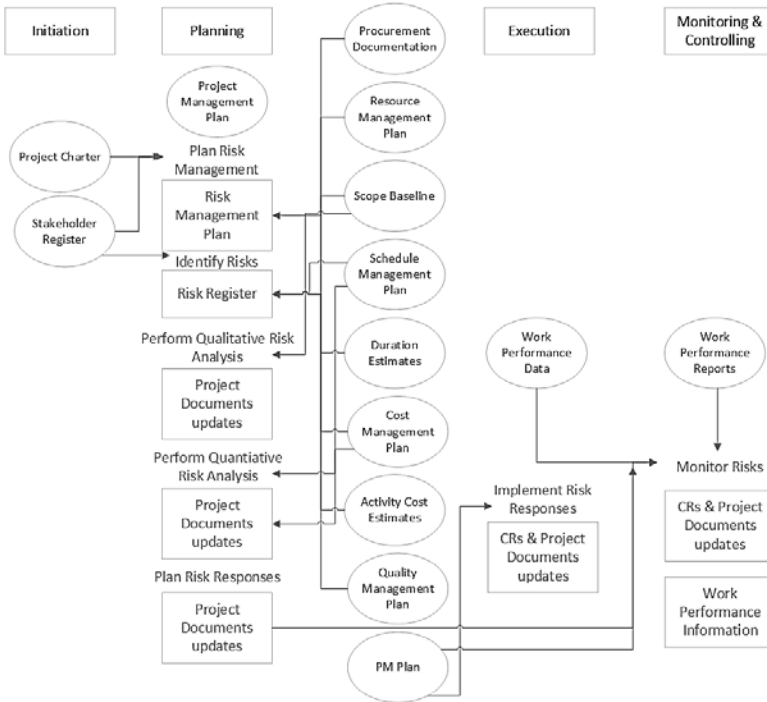 Initiation
Planning
Procurement
Documentation
Execution
Monitoring &
Controlling
Project
Management
Plan
Resource
Management
Plan
Project Charter
Plan Risk
Management
Stakeholder
Register
Risk
Management
Plan
Scope Baseline
Identify Risks
Risk Register
Schedule
Management
Plan
Perform Qualitative Risk
Analysis
Duration
Estimates
Work
Performance
Data
Work
Performance
Reports
Project
Documents
updates
Cost
Management
Plan
Perform Quantiative
Risk Analysis
Monitor Risks
Project
Documents
updates
Activity Cost
Estimates
Implement Risk
Responses
CRs & Project
Documents
updates
CRs & Project
Documents
updates
Plan Risk Responses
Quality
Management
Plan
Project
Documents
updates
Work
Performance
Information
PM Plan